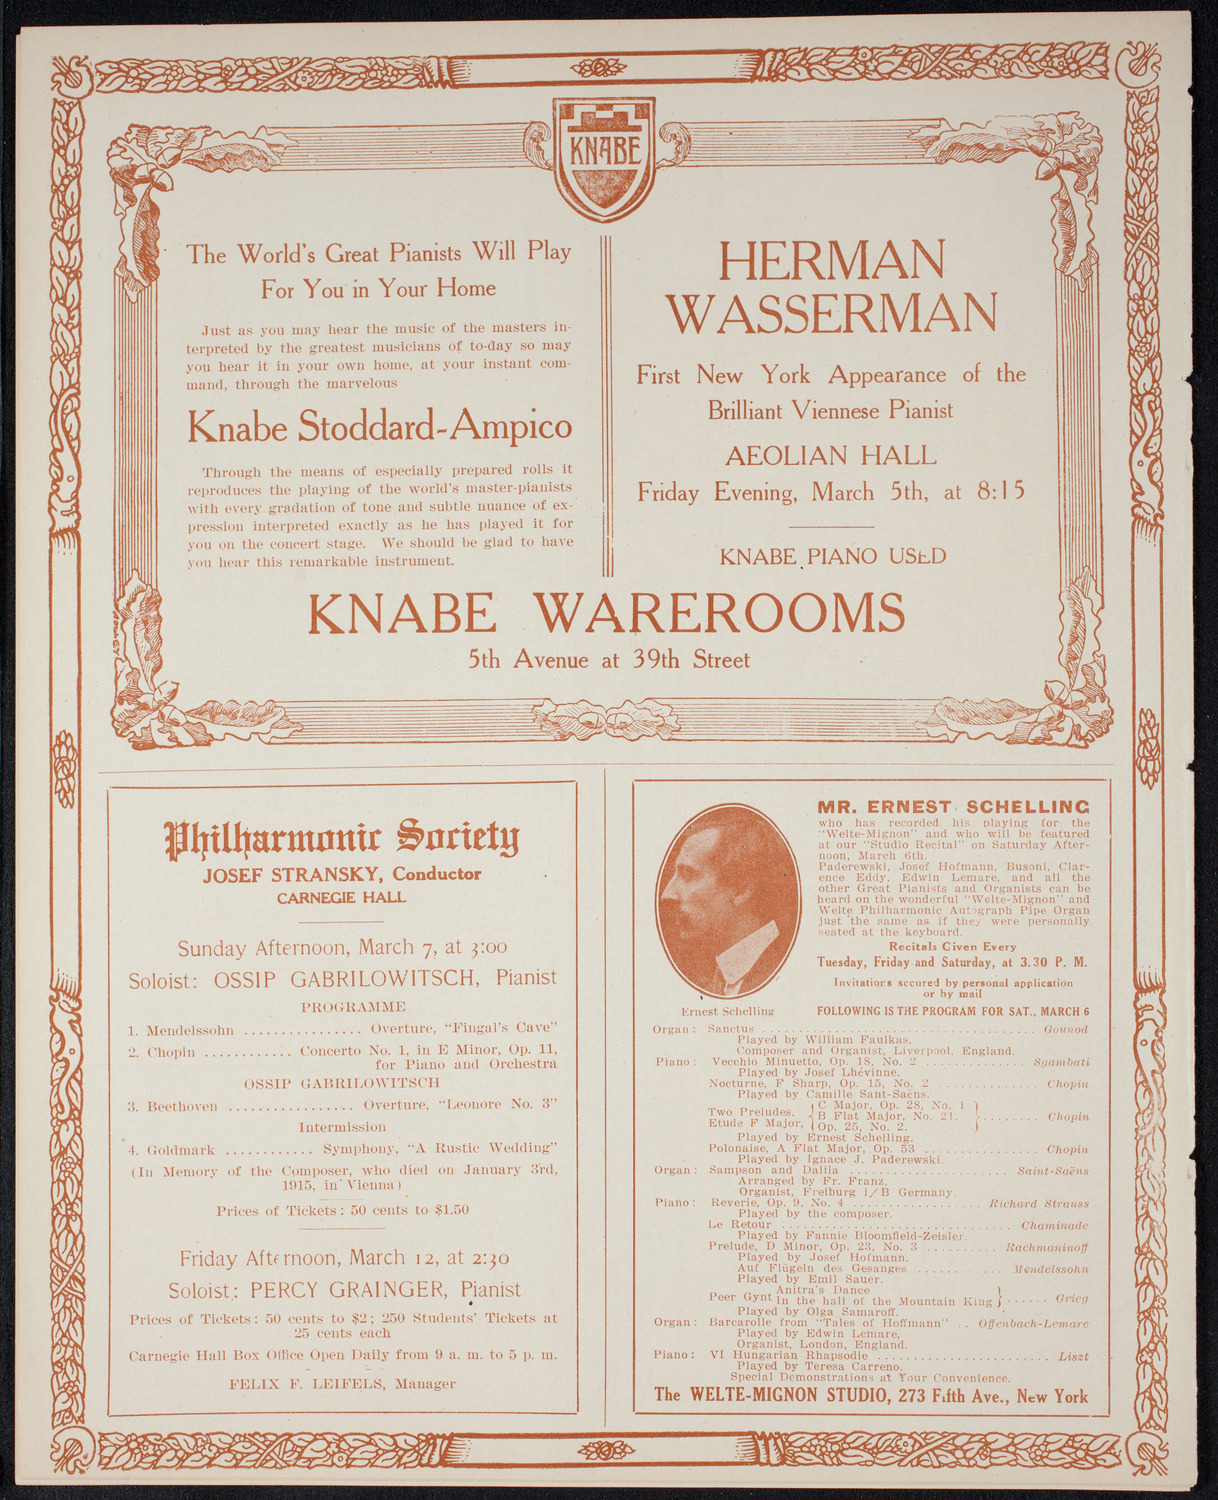 KNABE
The World's Great Pianists Will Play
For You in Your Home
Just as you may hear the music of the masters in-
terpreted by the greatest musicians of to-day so may
you hear it in your own home, at your instant com-
mand, through the marvelous
Knabe Stoddard-Ampico
Through the means of especially prepared rolls it
reproduces the playing of the world's master-pianists
with every gradation of tone and subtle nuance of ex-
pression interpreted exactly as he has played it for
you on the concert stage. We should be glad to have
you hear this remarkable instrument.
HERMAN
WASSERMAN
First New York Appearance of the
Brilliant Viennese Pianist
AEOLIAN HALL
Friday Evening, March 5th, at 8:15
KNABE PIANO USED
KNABE WAREROOMS
5th Avenue at 39th Street
Philharmonic Society
JOSEF STRANSKY, Conductor
CARNEGIE HALL
Sunday Afternoon, March 7, at 3:00
Soloist: OSSIP GABRILOWITSCH, Pianist
PROGRAMME
1. Mendelssohn ................ Overture, "Fingal's Cave"
2. Chopin ............ Concerto No. 1, in E Minor, Op. 11,
for Piano and Orchestra
OSSIP GABRILOWITSCH
3. Beethoven ................. Overture, "Leonore No. 3"
Intermission
4. Goldmark ............ Symphony, "A Rustic Wedding"
(In Memory of the Composer, who died on January 3rd,
1915, in Vienna)
Prices of Tickets: 50 cents to $1.50
Friday Afternoon, March 12, at 2:30
Soloist: PERCY GRAINGER, Pianist
Prices of Tickets: 50 cents to $2; 250 Students' Tickets at
25 cents each
Carnegie Hall Box Office Open Daily from 9 a. m. to 5 p. m.
FELIX F. LEIFELS, Manager
MR. ERNEST SCHELLING
who has recorded his playing for the
"Welte-Mignon" and who will be featured
at our "Studio Recital" on Saturday After-
noon, March 6th.
Paderewski, Josef Hofmann, Busoni, Clar-
ence Eddy, Edwin Lemare, and all the
other Great Pianists and Organists can be
heard on the wonderful "Welte-Mignon" and
Welte Philharmonic Autograph Pipe Organ
just the same as if they were personally
seated at the keyboard.
Recitals Given Every
Tuesday, Friday and Saturday, at 3.30 P. M.
Invitations secured by personal application
or by mail
Ernest Schelling
FOLLOWING IS THE PROGRAM FOR SAT., MARCH 6
Organ: Sanctus ........................................ Gounod
Played by William Faulkas,
Composer and Organist, Liverpool, England.
Piano: Vecchio Minuetto, Op. 18, No. 2 .............. Sgambati
Played by Josef Lhévinne.
Nocturne, F Sharp, Op. 15, No. 2 ............. Chopin
Played by Camille Sant-Saëns.
Two Preludes, { C Major, Op. 28, No. 1 }
{ B Flat Major, No. 21. } ........ Chopin
Etude F Major, { Op. 25, No. 2. }
Played by Ernest Schelling.
Polonaise, A Flat Major, Op. 53 ............... Chopin
Played by Ignace J. Paderewski.
Organ: Sampson and Dalila ..................... Saint-Saëns
Arranged by Fr. Franz,
Organist, Freiburg i/B Germany.
Piano: Reverie, Op. 9, No. 4 ................. Richard Strauss
Played by the composer.
Le Retour ............................... Chaminade
Played by Fannie Bloomfield-Zeisler.
Prelude, D Minor, Op. 23, No. 3 .......... Rachmaninoff
Played by Josef Hofmann.
Auf Flügeln des Gesanges ............ Mendelssohn
Played by Emil Sauer.
Anitra's Dance
Peer Gynt In the hall of the Mountain King } ...... Grieg
Played by Olga Samaroff.
Organ: Barcarolle from "Tales of Hoffmann" .. Offenbach-Lemare
Played by Edwin Lemare,
Organist, London, England.
Piano: VI Hungarian Rhapsodie ........................ Liszt
Played by Teresa Carreno.
Special Demonstrations at Your Convenience.
The WELTE-MIGNON STUDIO, 273 Fifth Ave., New York